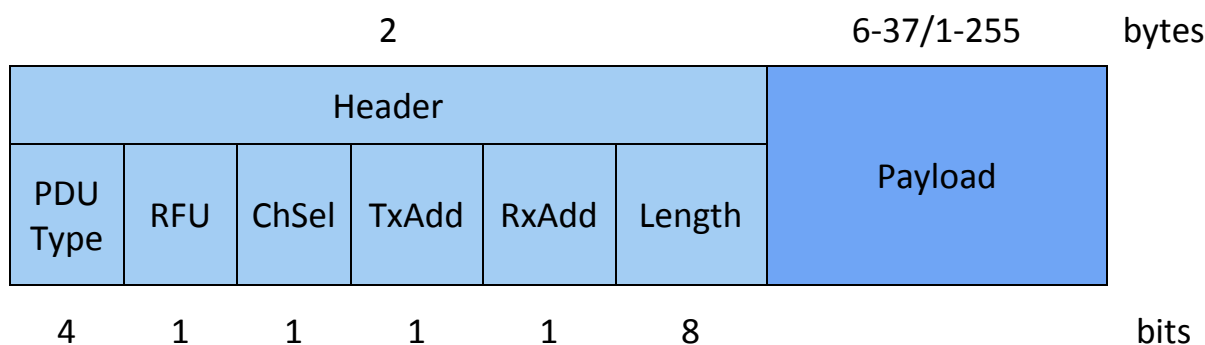 2 6-37/1-255 bytes
Header
Payload
PDU
Type
RFU ChSel TxAdd RxAdd Length
4 1 1 1 1 8 bits